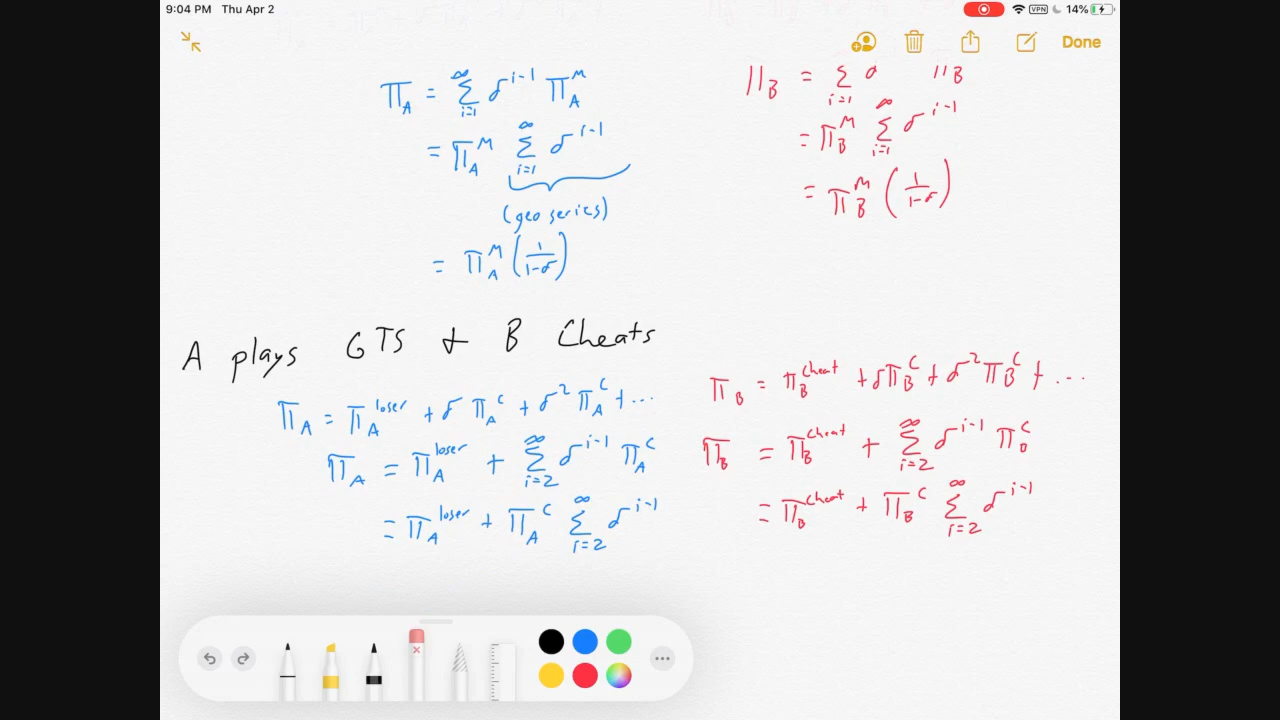 9:04 PM Thu Apr 2
VPN 14%
Done
Π_A = Σ_{i=1}^{∞} δ^{i-1} Π_A^M
= Π_A^M Σ_{i=1}^{∞} δ^{i-1}
(geo series)
= Π_A^M (1/(1-δ))
Π_B = Σ_{i=1} δ Π_B
= Π_B^M Σ_{i=1}^{∞} δ^{i-1}
= Π_B^M (1/(1-δ))
A plays GTS & B Cheats
Π_A = Π_A^{loser} + δ Π_A^C + δ^2 Π_A^C + ...
Π_A = Π_A^{loser} + Σ_{i=2}^{∞} δ^{i-1} Π_A^C
= Π_A^{loser} + Π_A^C Σ_{i=2}^{∞} δ^{i-1}
Π_B = Π_B^{Cheat} + δ Π_B^C + δ^2 Π_B^C + ...
Π_B = Π_B^{Cheat} + Σ_{i=2}^{∞} δ^{i-1} Π_B^C
= Π_B^{Cheat} + Π_B^C Σ_{i=2}^{∞} δ^{i-1}